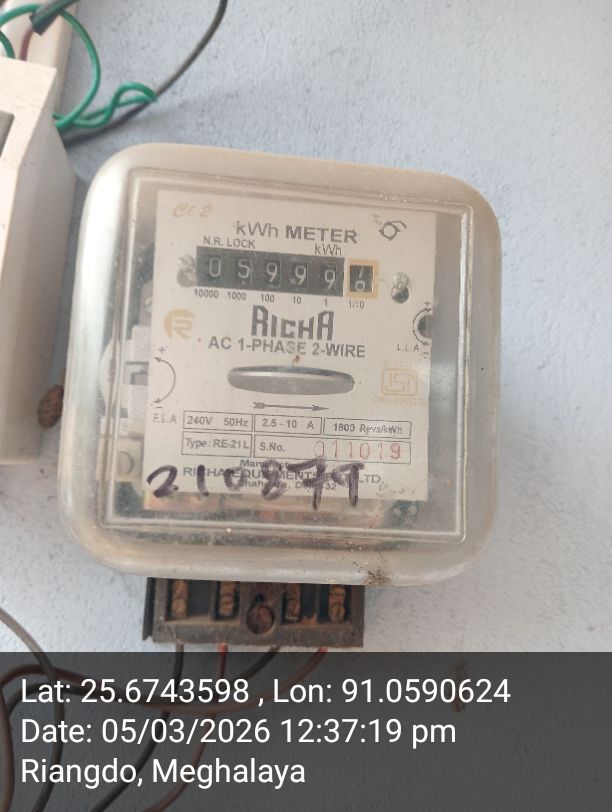 Cl 2
kWh METER
N.R. LOCK kWh
0 5 9 9 9
10000 1000 100 10 1 1/10
RICHA
AC 1-PHASE 2-WIRE
R
L.L.A
ISI
F.L.A
240V 50Hz 2.5 - 10 A 1800 Revs/kWh
Type: RE-21L S.No. 011019
210879
Lat: 25.6743598 , Lon: 91.0590624
Date: 05/03/2026 12:37:19 pm
Riangdo, Meghalaya